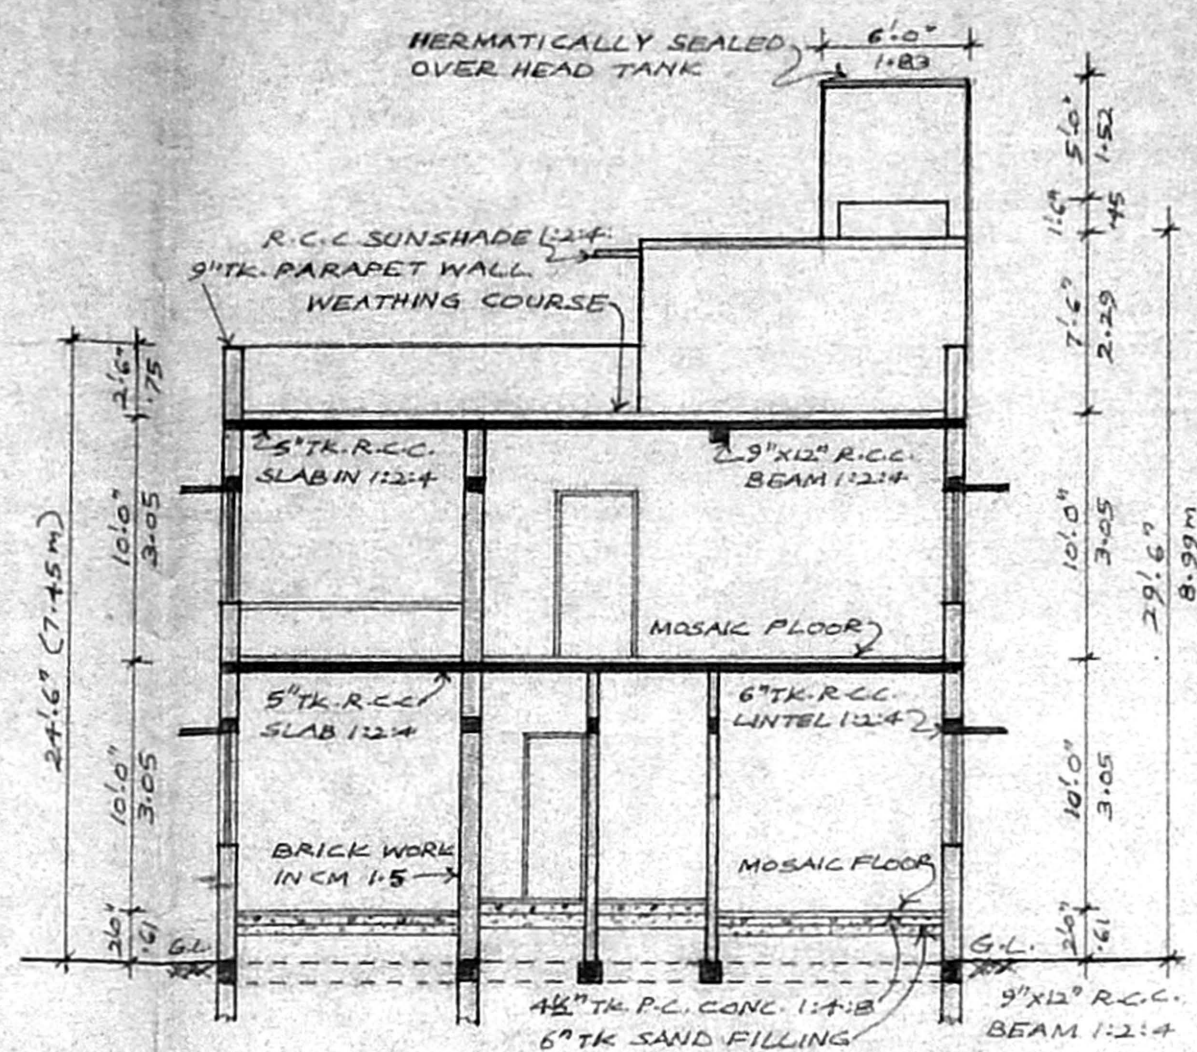 HERMATICALLY SEALED
OVER HEAD TANK
6'.0"
1.83
5'.0"
1.52
1'.6"
.45
R.C.C SUNSHADE 1:2:4
9"TK. PARAPET WALL
WEATHING COURSE
7'.6"
2.29
2'.6"
.75
5"TK. R.C.C.
SLAB IN 1:2:4
9"X12" R.C.C.
BEAM 1:2:4
10'.0"
3.05
10'.0"
3.05
24'.6" (7.45m)
29'.6"
8.99m
MOSAIC FLOOR
5"TK. R.C.C.
SLAB 1:2:4
6"TK. R.C.C.
LINTEL 1:2:4
10'.0"
3.05
10'.0"
3.05
BRICK WORK
IN CM 1.5
MOSAIC FLOOR
2'.0"
.61
2'.0"
.61
G.L.
G.L.
4½"TK P.C. CONC. 1:4:8
6"TK SAND FILLING
9"X12" R.C.C.
BEAM 1:2:4